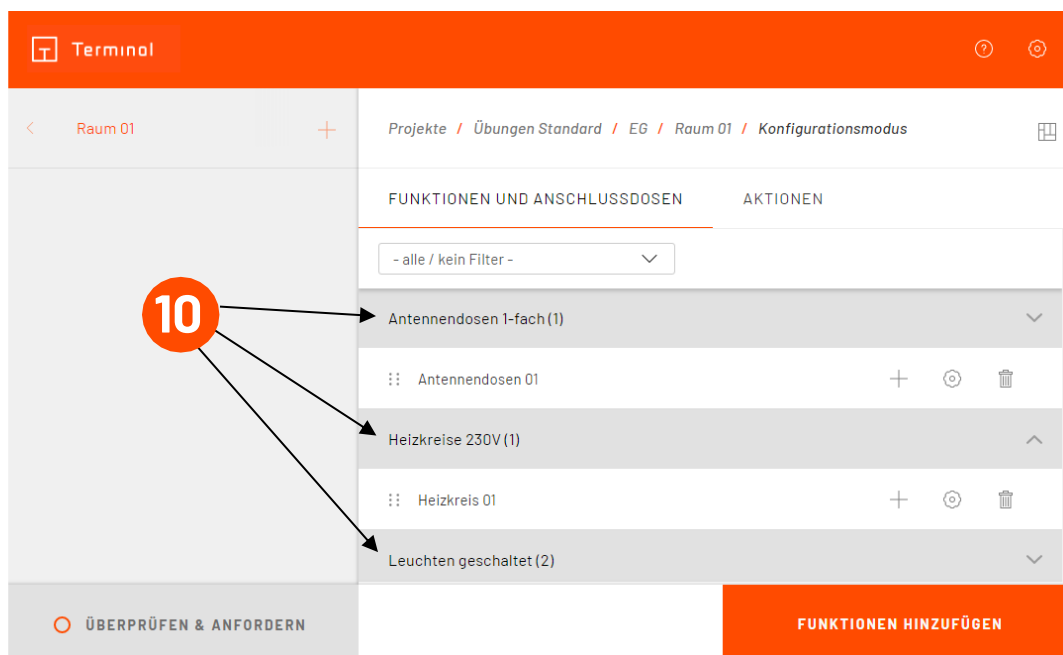 Terminal
Raum 01
Projekte / Übungen Standard / EG / Raum 01 / Konfigurationsmodus
FUNKTIONEN UND ANSCHLUSSDOSEN
AKTIONEN
- alle / kein Filter -
10
Antennendosen 1-fach (1)
Antennendosen 01
Heizkreise 230V (1)
Heizkreis 01
Leuchten geschaltet (2)
ÜBERPRÜFEN & ANFORDERN
FUNKTIONEN HINZUFÜGEN